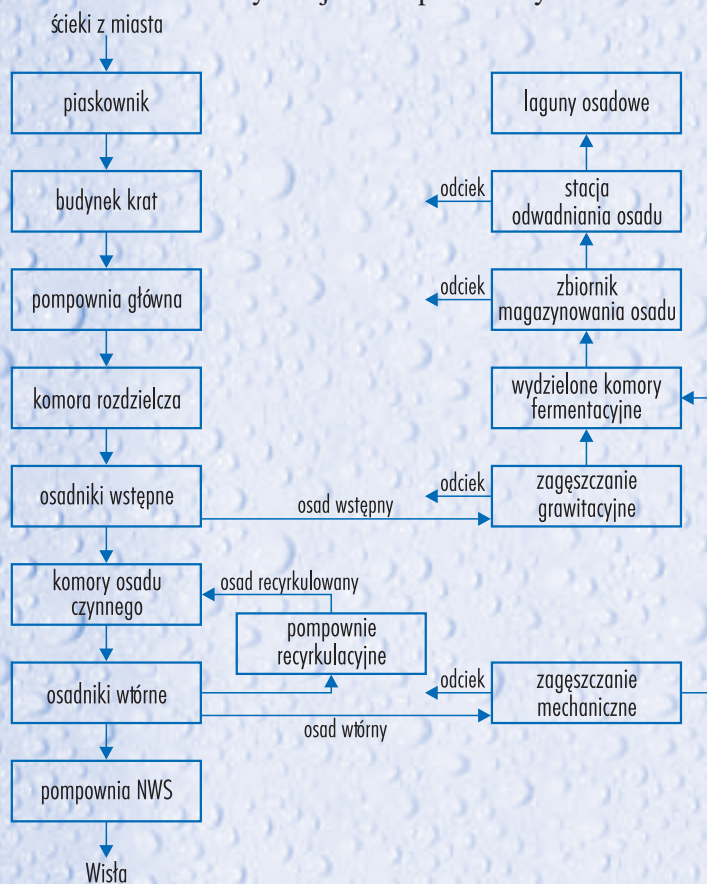 ścieki z miasta
piaskownik
budynek krat
pompownia główna
komora rozdzielcza
osadniki wstępne
osad wstępny
komory osadu
czynnego
osad recyrkulowany
pompownie
recyrkulacyjne
osadniki wtórne
osad wtórny
pompownia NWS
Wisła
laguny osadowe
odciek
stacja
odwadniania osadu
odciek
zbiornik
magazynowania osadu
wydzielone komory
fermentacyjne
odciek
zagęszczanie
grawitacyjne
odciek
zagęszczanie
mechaniczne